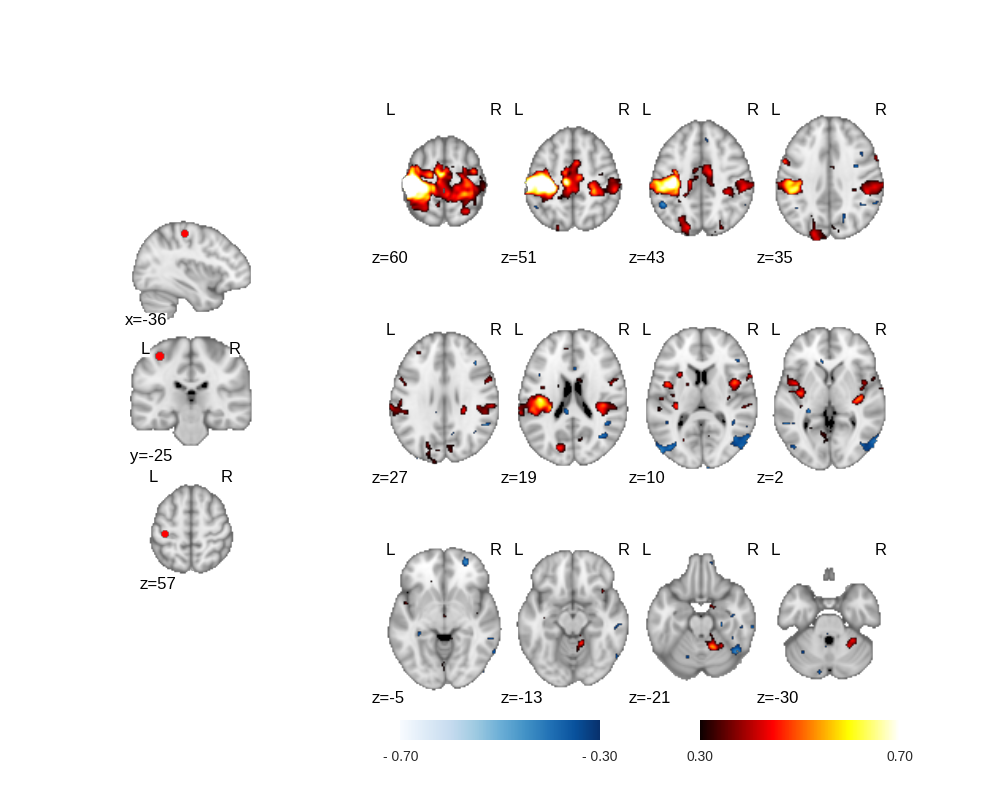 L R L R L R L R
z=60 z=51 z=43 z=35
x=-36
L R
y=-25
L R L R L R L R
z=27 z=19 z=10 z=2
L R
z=57
L R L R L R L R
z=-5 z=-13 z=-21 z=-30
- 0.70 - 0.30 0.30 0.70